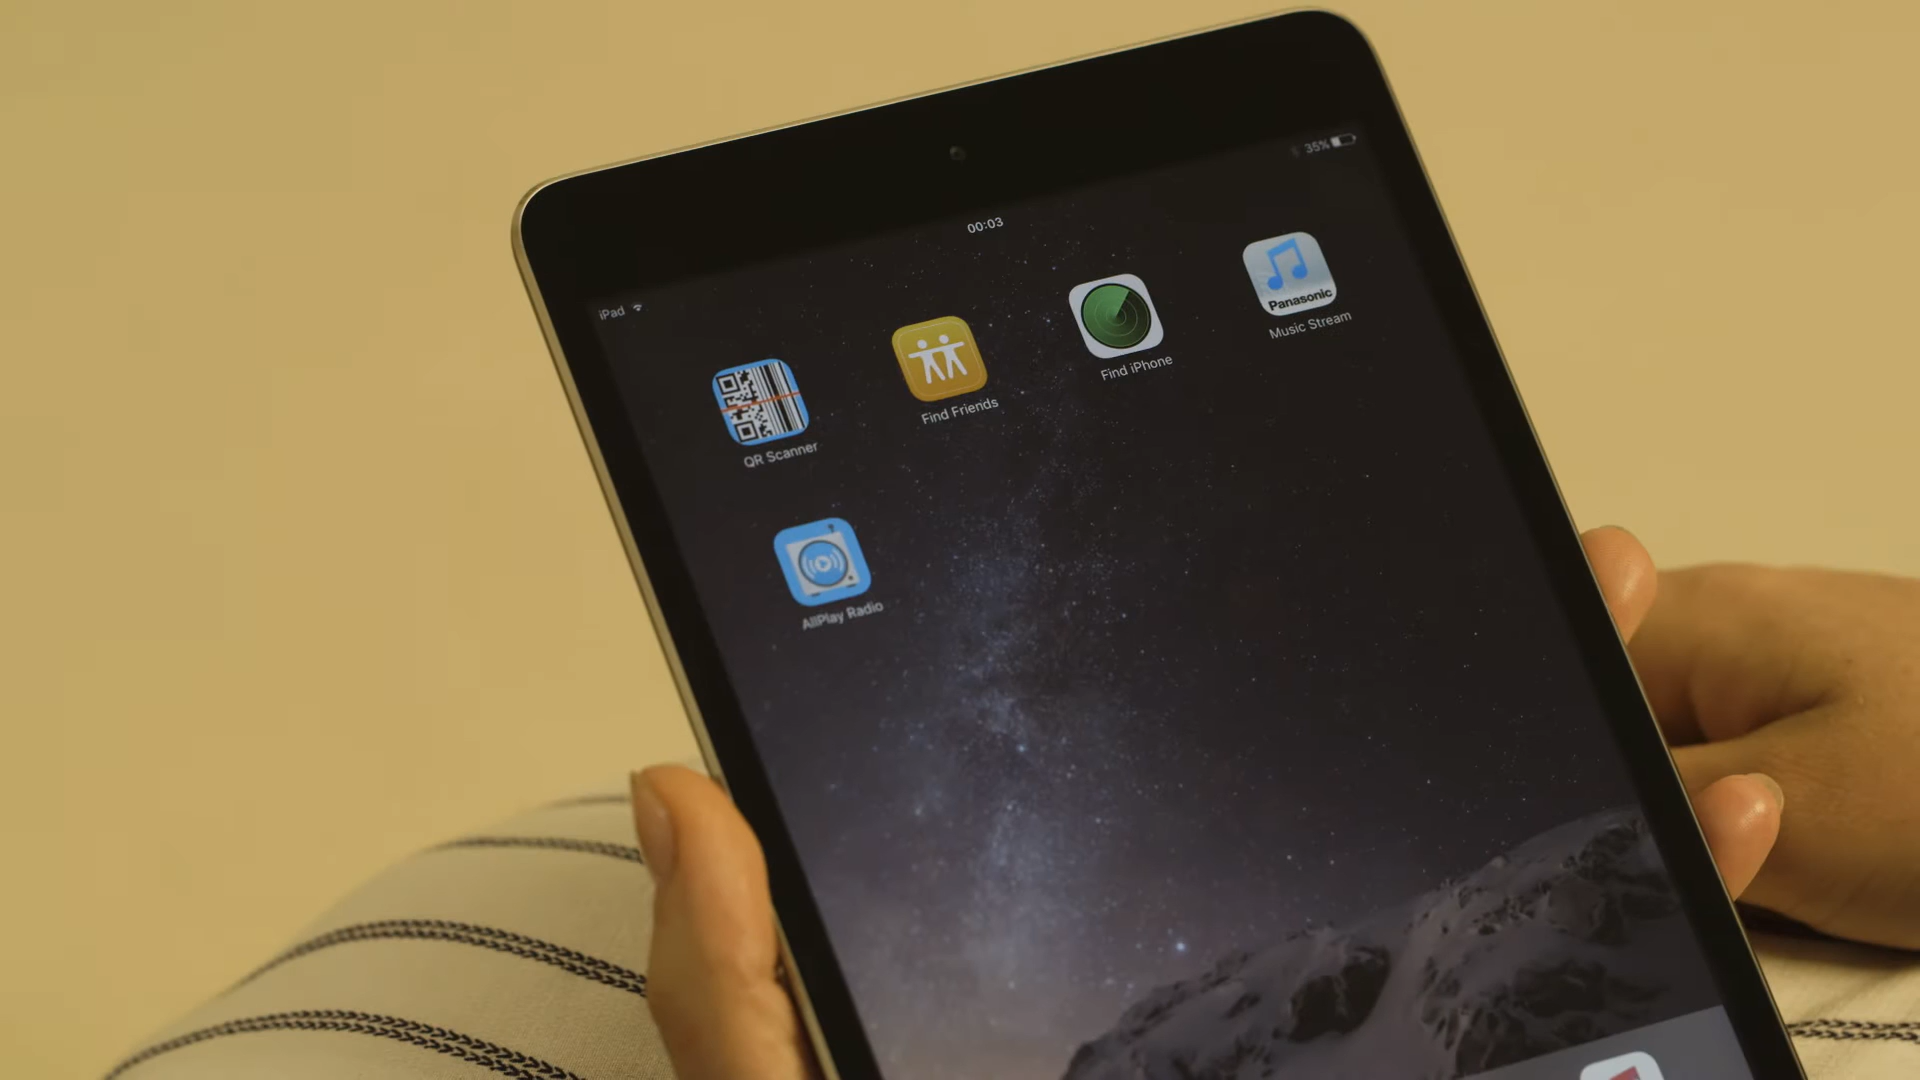 iPad
00:03
35%
QR Scanner
Find Friends
Find iPhone
Panasonic
Music Stream
AllPlay Radio